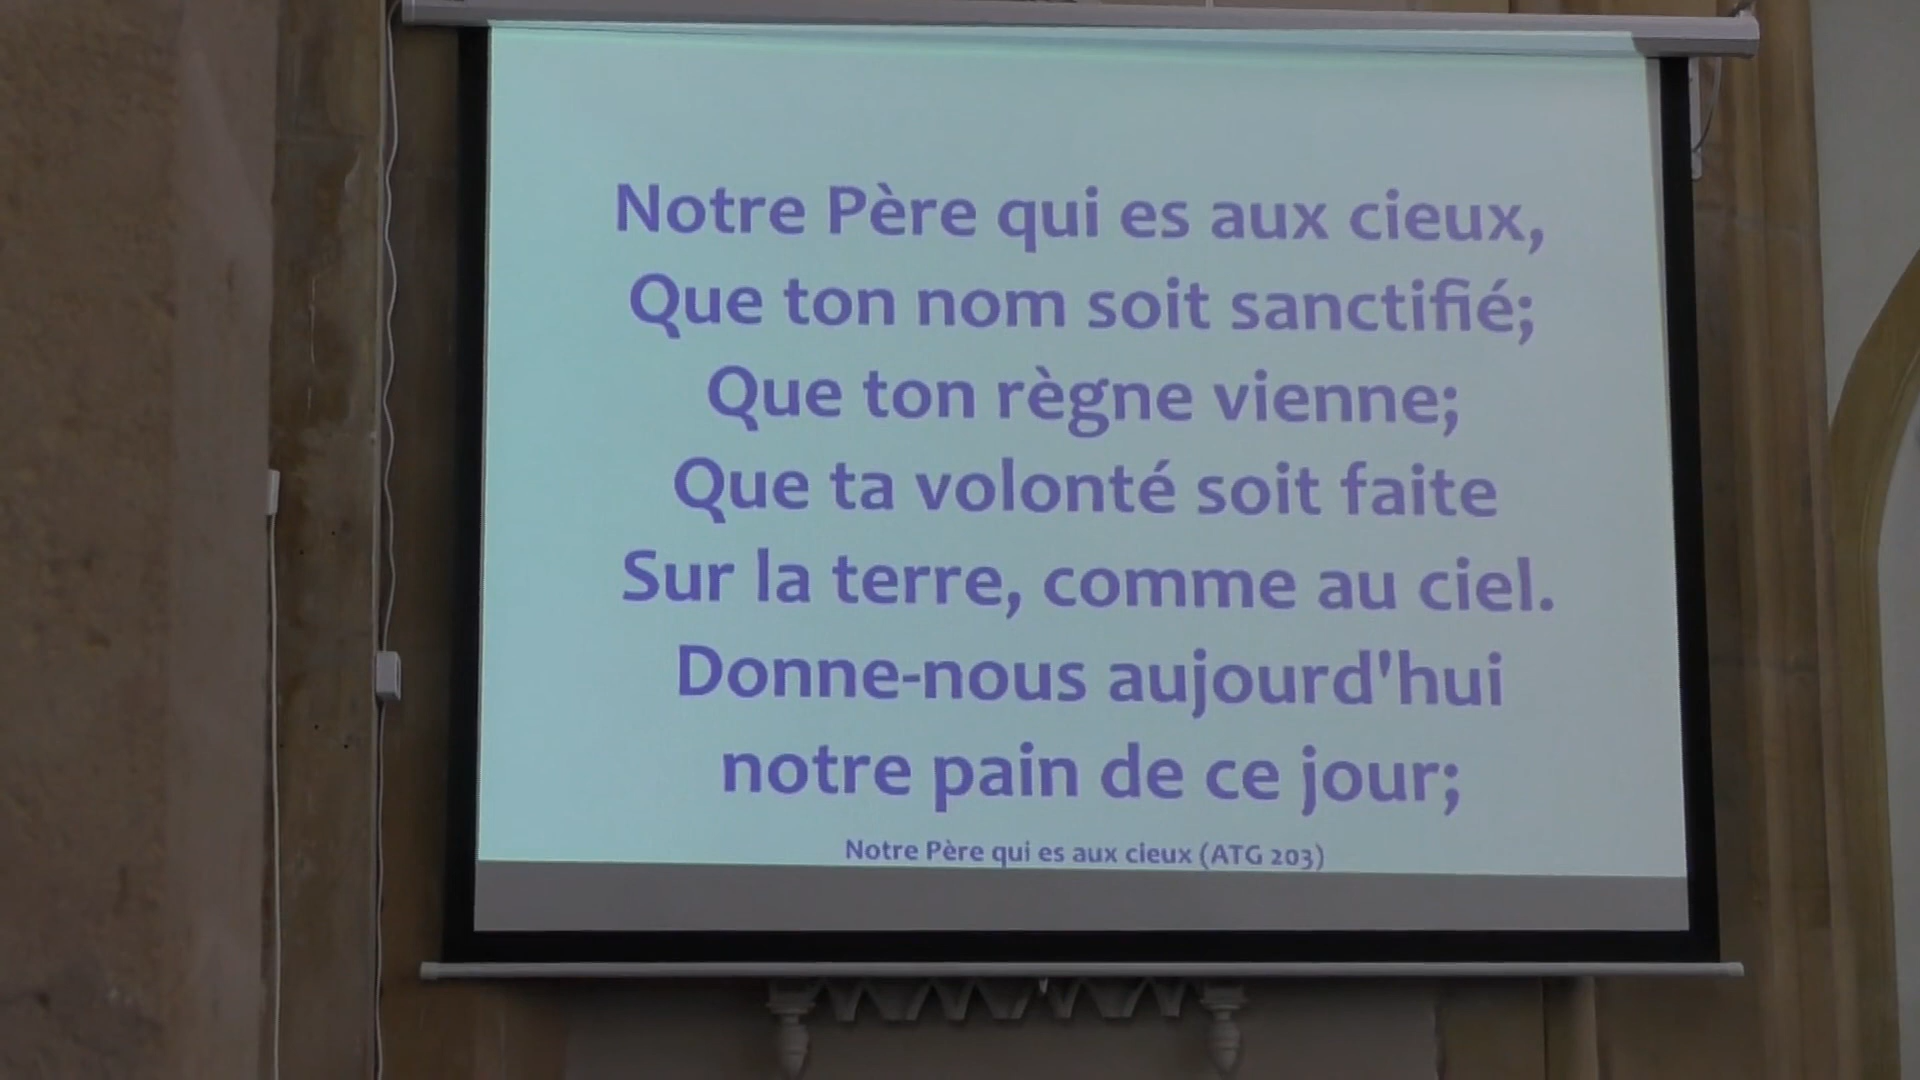 Notre Père qui es aux cieux,
Que ton nom soit sanctifié;
Que ton règne vienne;
Que ta volonté soit faite
Sur la terre, comme au ciel.
Donne-nous aujourd'hui
notre pain de ce jour;
Notre Père qui es aux cieux (ATG 203)